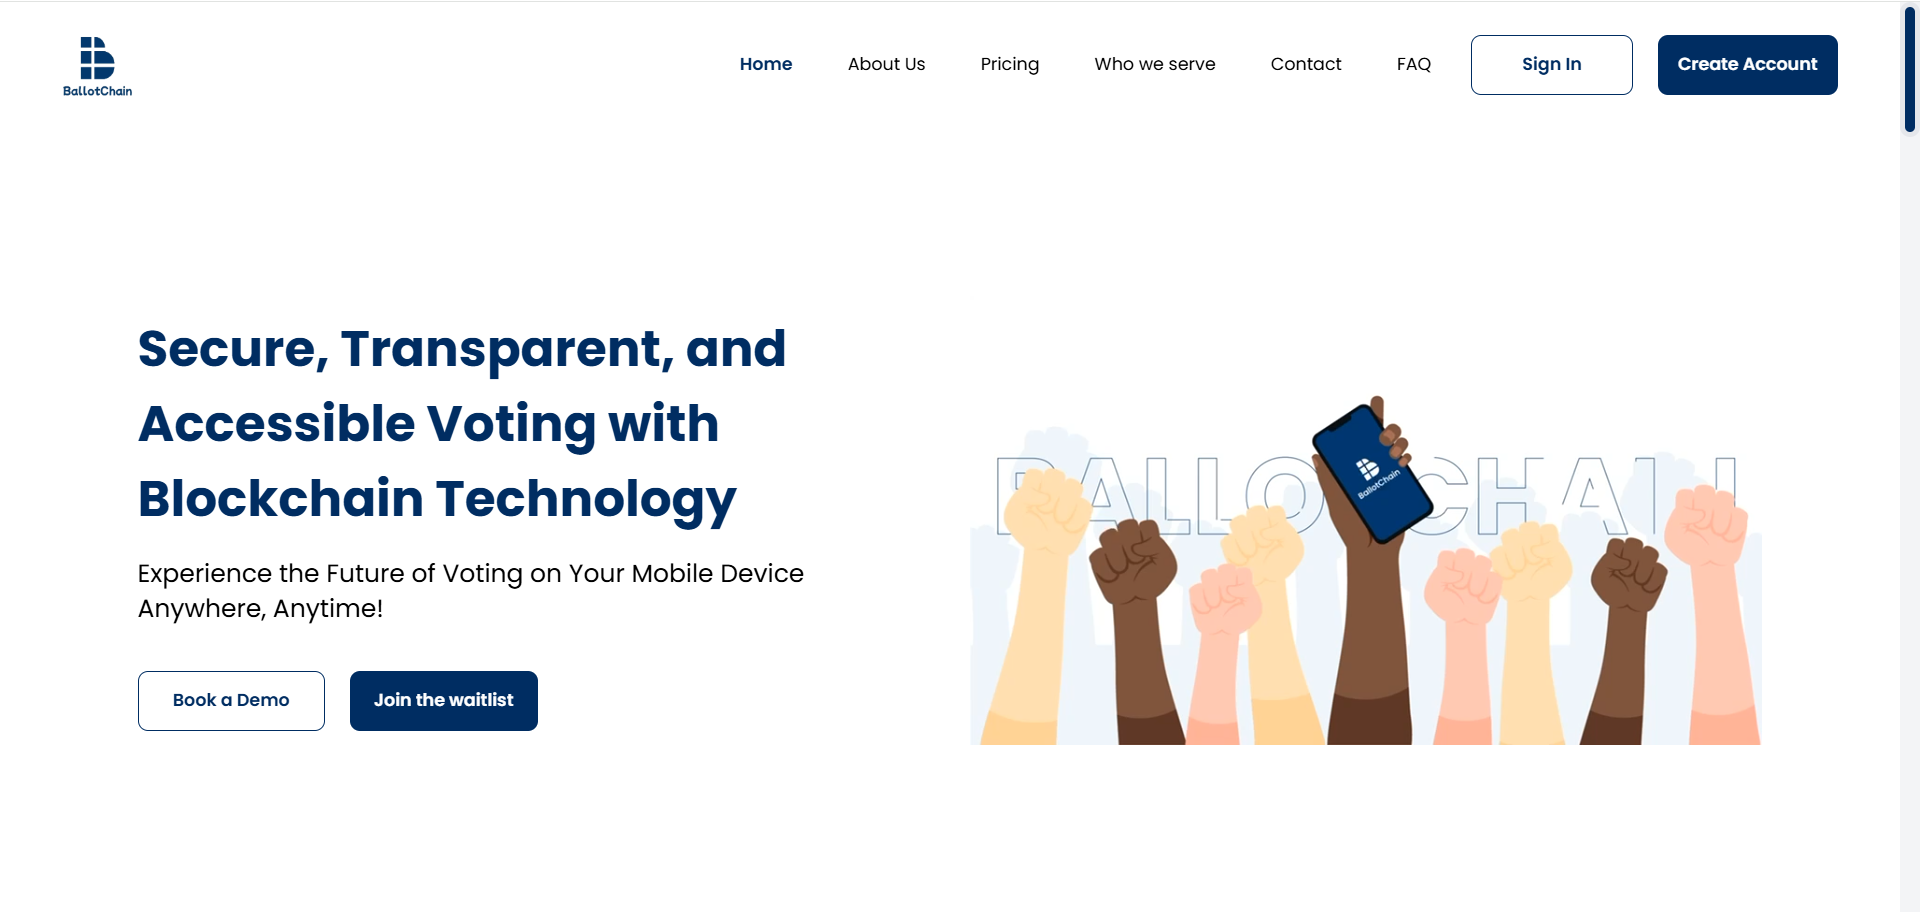 BallotChain
Home
About Us
Pricing
Who we serve
Contact
FAQ
Sign In
Create Account
Secure, Transparent, and
Accessible Voting with
Blockchain Technology
Experience the Future of Voting on Your Mobile Device
Anywhere, Anytime!
Book a Demo
Join the waitlist
BALLOTCHAIN
BallotChain